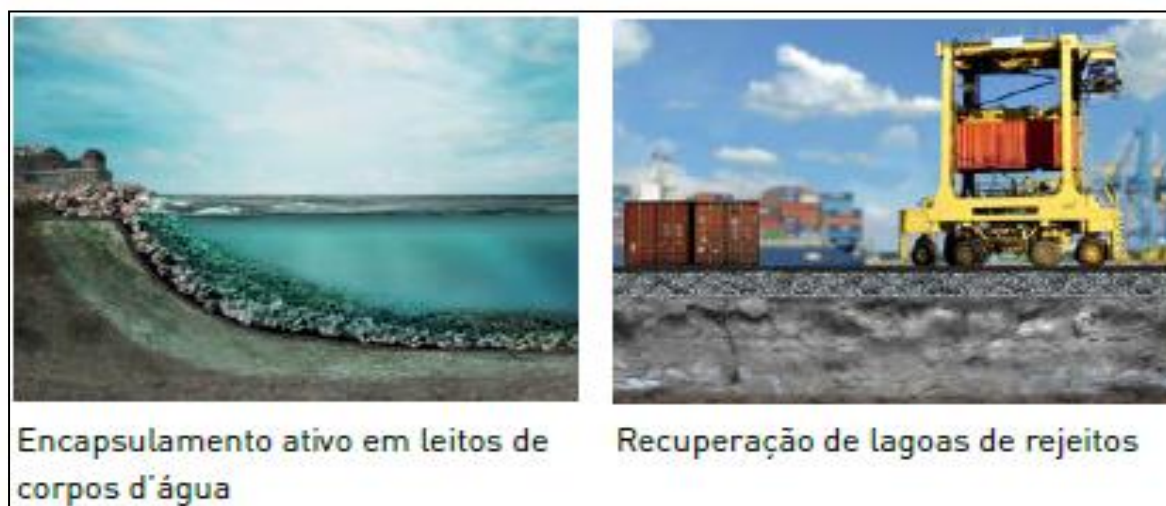 Encapsulamento ativo em leitos de
corpos d'água
Recuperação de lagoas de rejeitos